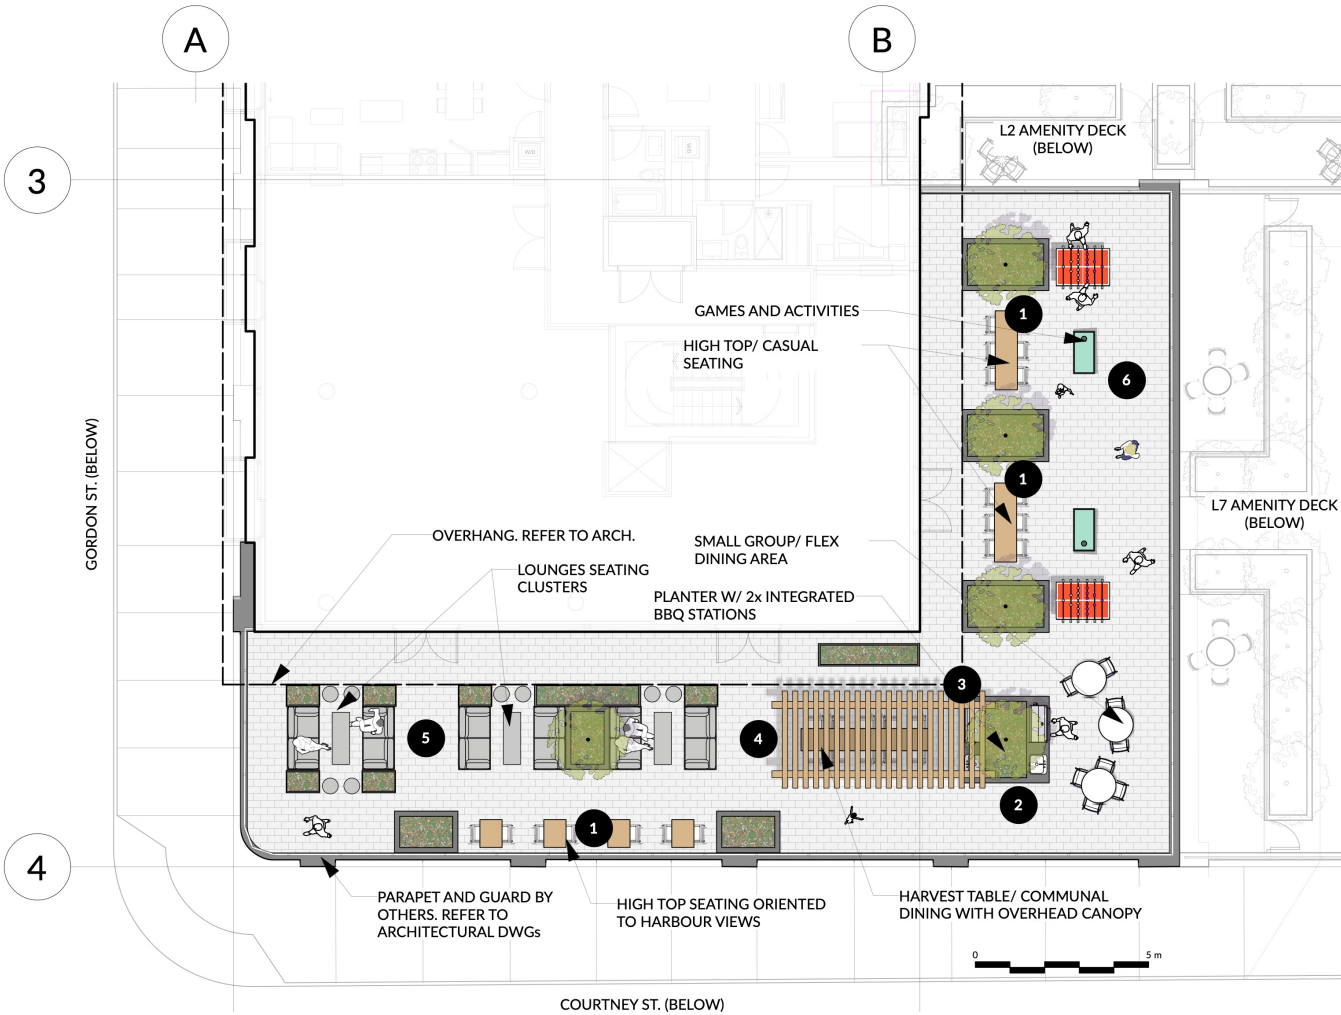 A
B
3
L2 AMENITY DECK
(BELOW)
W/D
W/D
GAMES AND ACTIVITIES
1
HIGH TOP/ CASUAL
SEATING
6
GORDON ST. (BELOW)
1
L7 AMENITY DECK
(BELOW)
OVERHANG. REFER TO ARCH.
SMALL GROUP/ FLEX
DINING AREA
LOUNGES SEATING
CLUSTERS
PLANTER W/ 2x INTEGRATED
BBQ STATIONS
3
5
4
2
1
4
PARAPET AND GUARD BY
OTHERS. REFER TO
ARCHITECTURAL DWGs
HIGH TOP SEATING ORIENTED
TO HARBOUR VIEWS
HARVEST TABLE/ COMMUNAL
DINING WITH OVERHEAD CANOPY
0
5 m
COURTNEY ST. (BELOW)